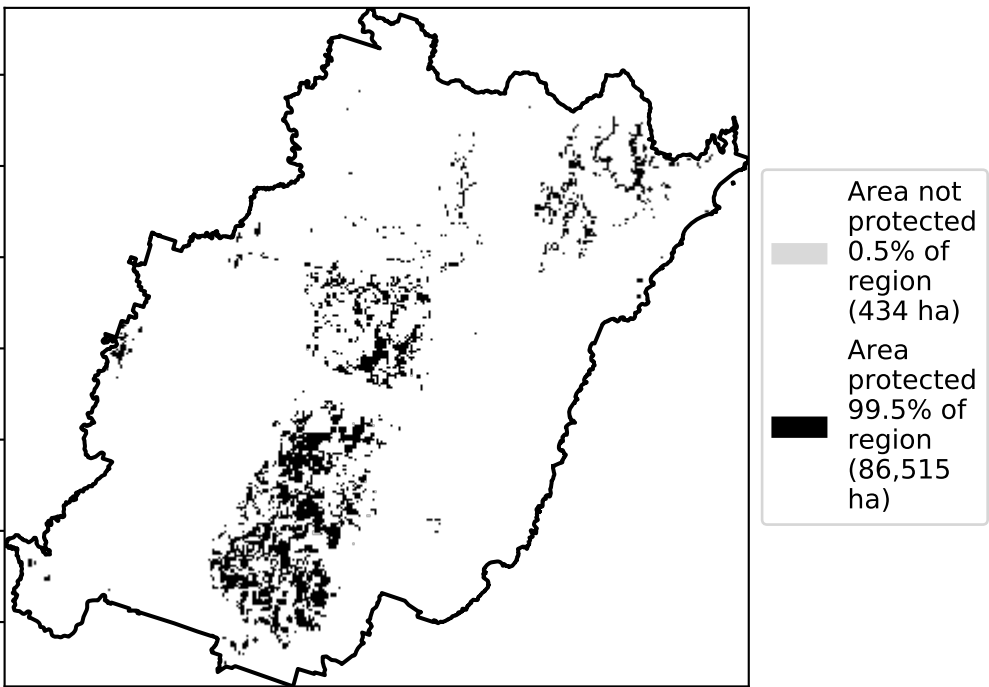 Area not
protected
0.5% of
region
(434 ha)
Area
protected
99.5% of
region
(86,515
ha)